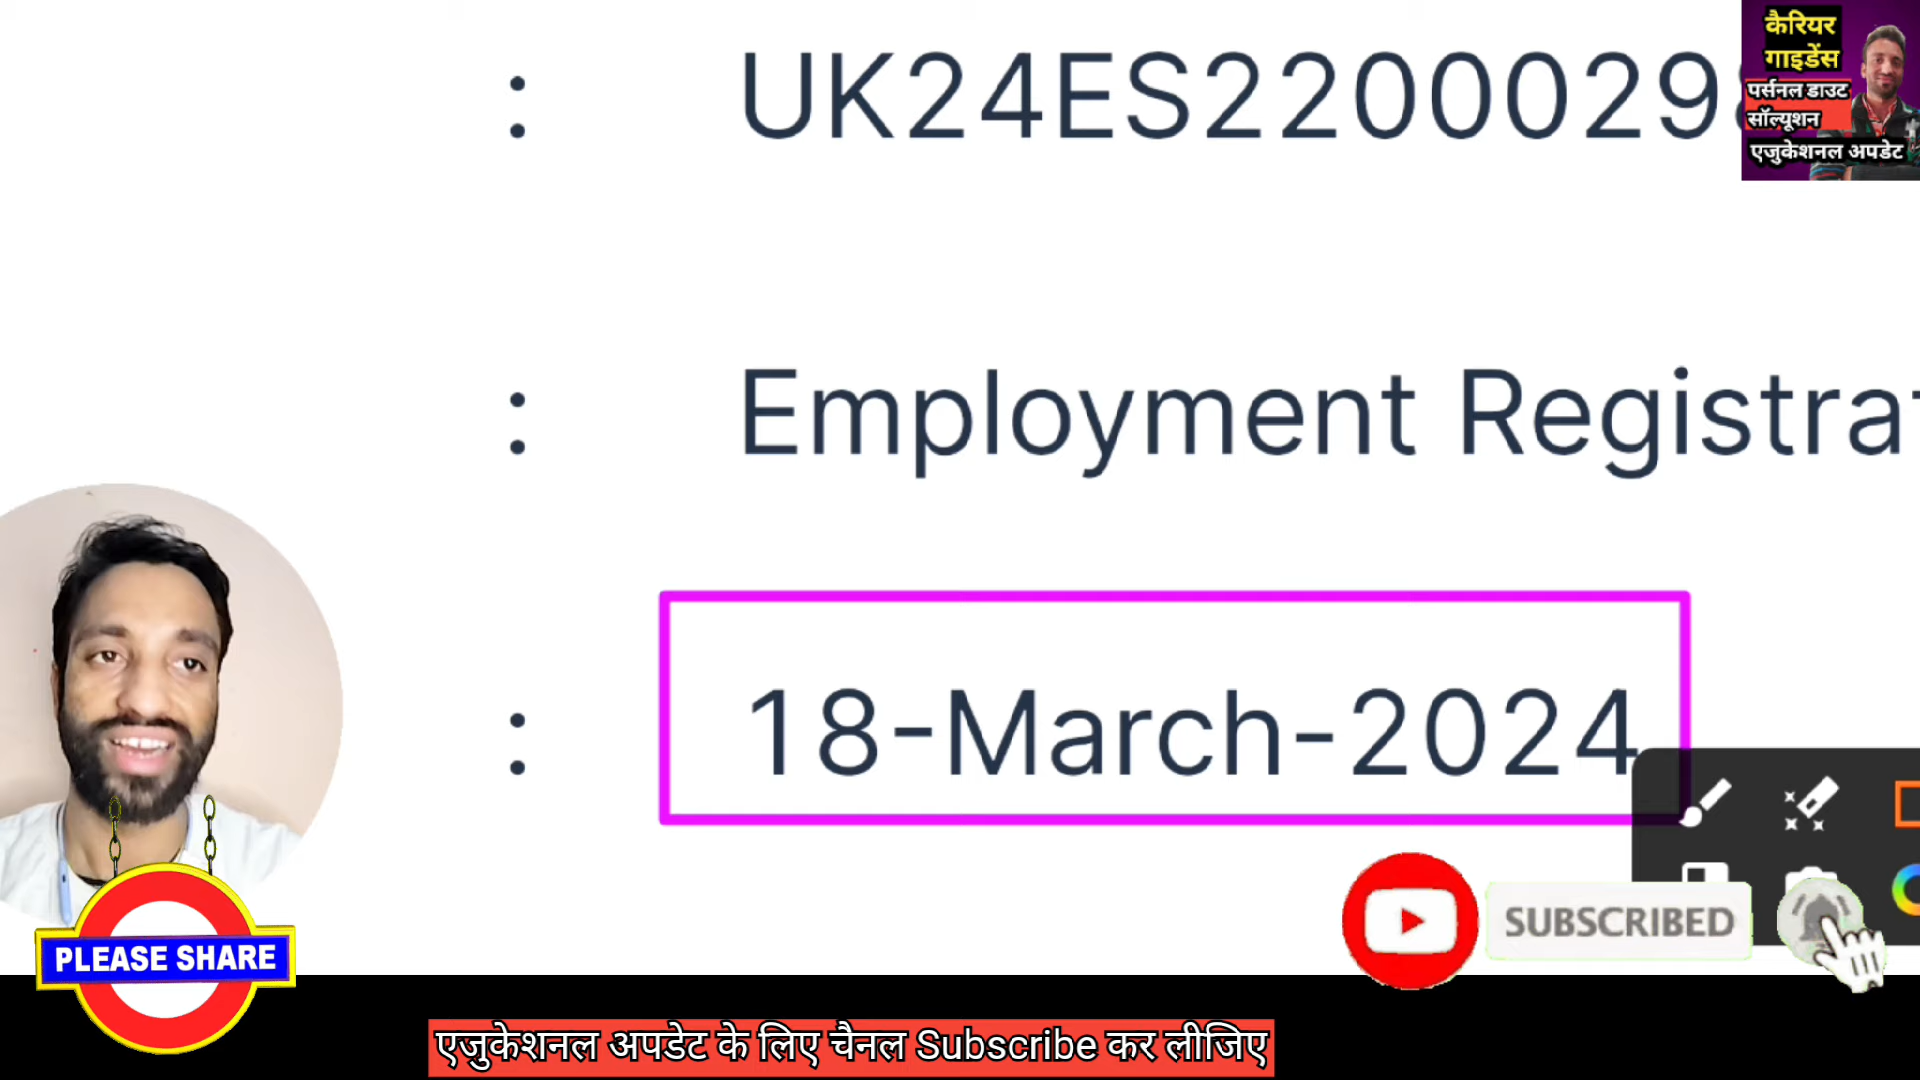 : UK24ES22000029
कैरियर
गाइडेंस
पर्सनल डाउट
सॉल्यूशन
एजुकेशनल अपडेट
: Employment Registra
: 18-March-2024
SUBSCRIBED
PLEASE SHARE
एजुकेशनल अपडेट के लिए चैनल Subscribe कर लीजिए